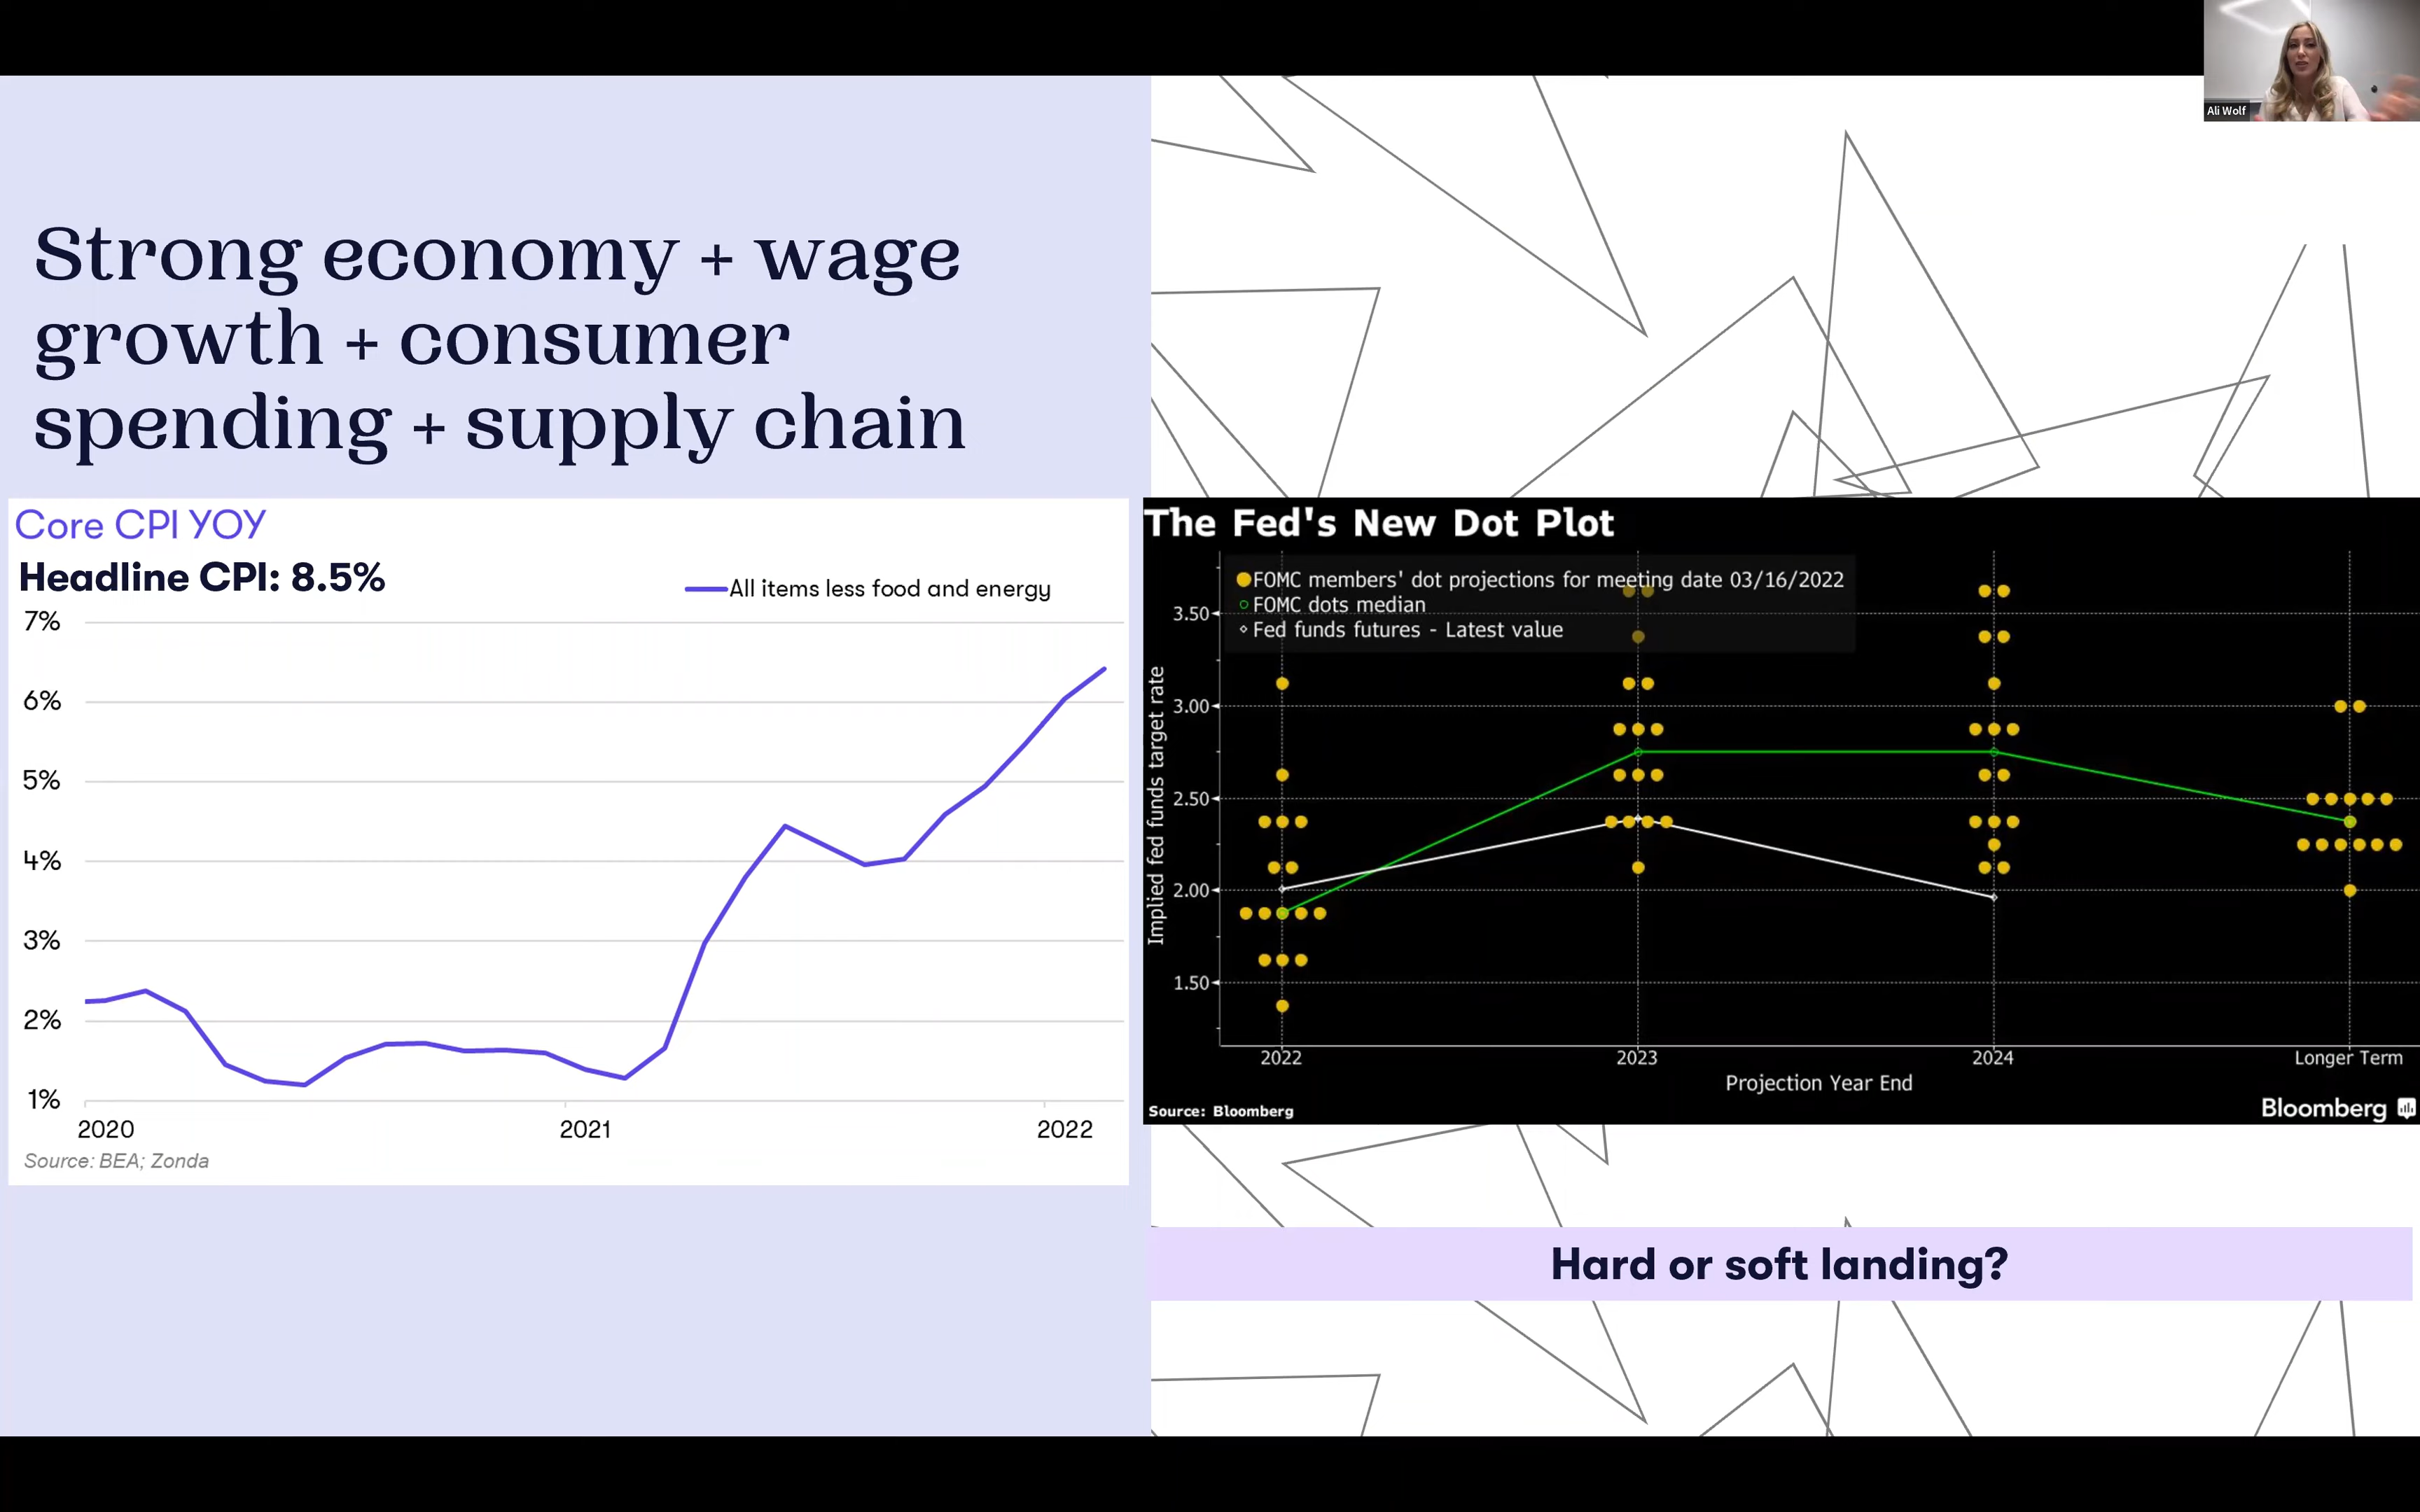 Ali Wolf
Strong economy + wage
growth + consumer
spending + supply chain
Core CPI YOY
Headline CPI: 8.5%
All items less food and energy
7%
6%
5%
4%
3%
2%
1%
2020 2021 2022
Source: BEA; Zonda
The Fed's New Dot Plot
FOMC members' dot projections for meeting date 03/16/2022
FOMC dots median
Fed funds futures - Latest value
Implied fed funds target rate
3.50
3.00
2.50
2.00
1.50
2022 2023 2024 Longer Term
Projection Year End
Source: Bloomberg
Bloomberg
Hard or soft landing?